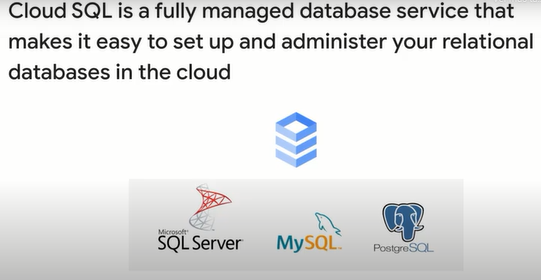 Cloud SQL is a fully managed database service that
makes it easy to set up and administer your relational
databases in the cloud
Microsoft
SQL Server
MySQL
PostgreSQL